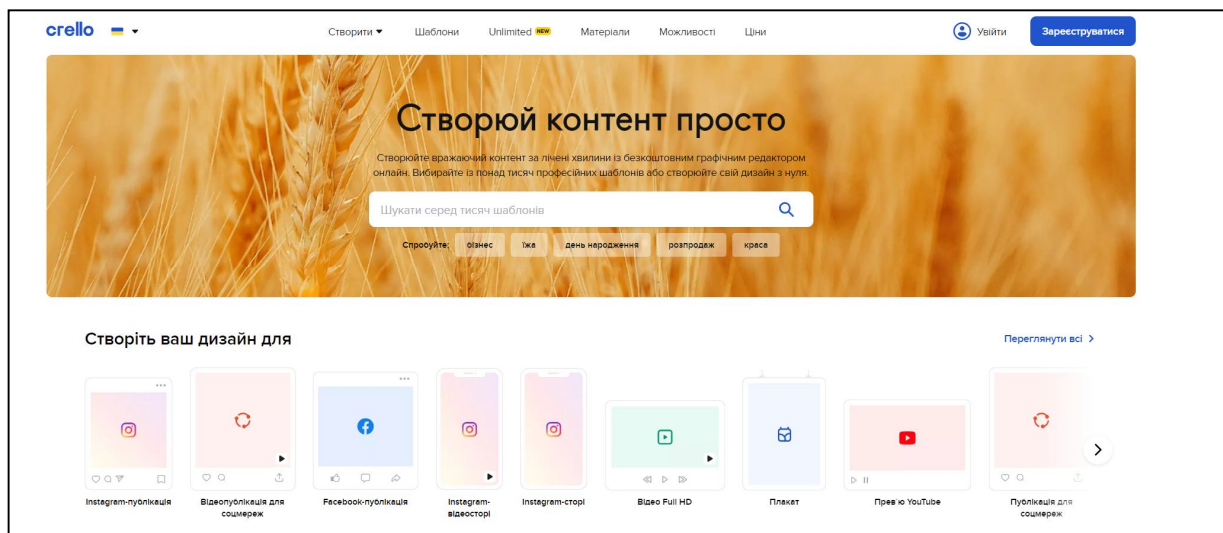 crello
Створити Шаблони Unlimited NEW Матеріали Можливості Ціни Увійти Зареєструватися
Створюй контент просто
Створюйте вражаючий контент за лічені хвилини із безкоштовним графічним редактором
онлайн. Вибирайте із понад тисяч професійних шаблонів або створюйте свій дизайн з нуля.
Шукати серед тисяч шаблонів
Спробуйте: бізнес їжа день народження розпродаж краса
Створіть ваш дизайн для
Переглянути всі
Instagram-публікація
Відеопублікація для
соцмереж
Facebook-публікація
Instagram-
відеосторі
Instagram-сторі
Відео Full HD
Плакат
Прев'ю YouTube
Публікація для
соцмереж